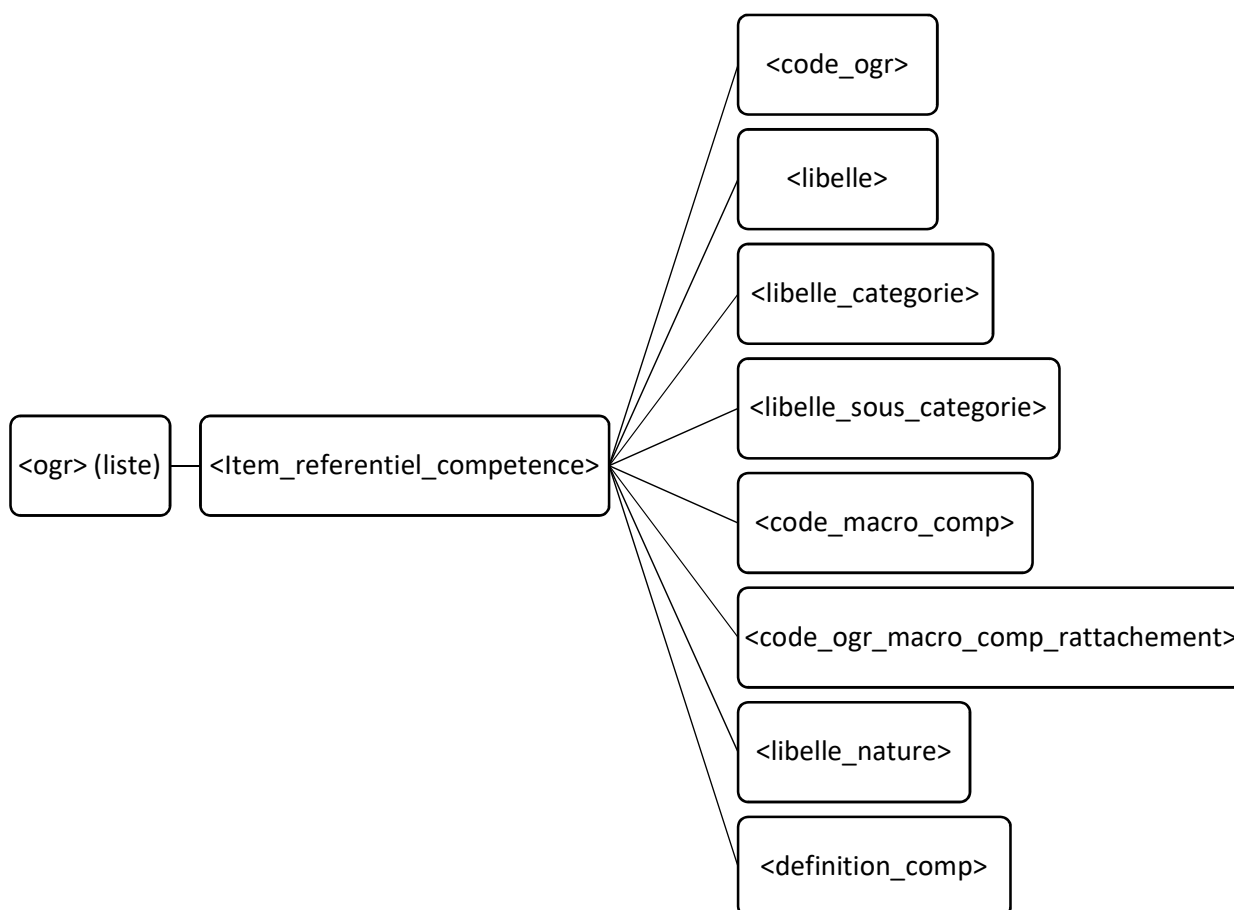 <ogr> (liste)
<Item_referentiel_competence>
<code_ogr>
<libelle>
<libelle_categorie>
<libelle_sous_categorie>
<code_macro_comp>
<code_ogr_macro_comp_rattachement>
<libelle_nature>
<definition_comp>